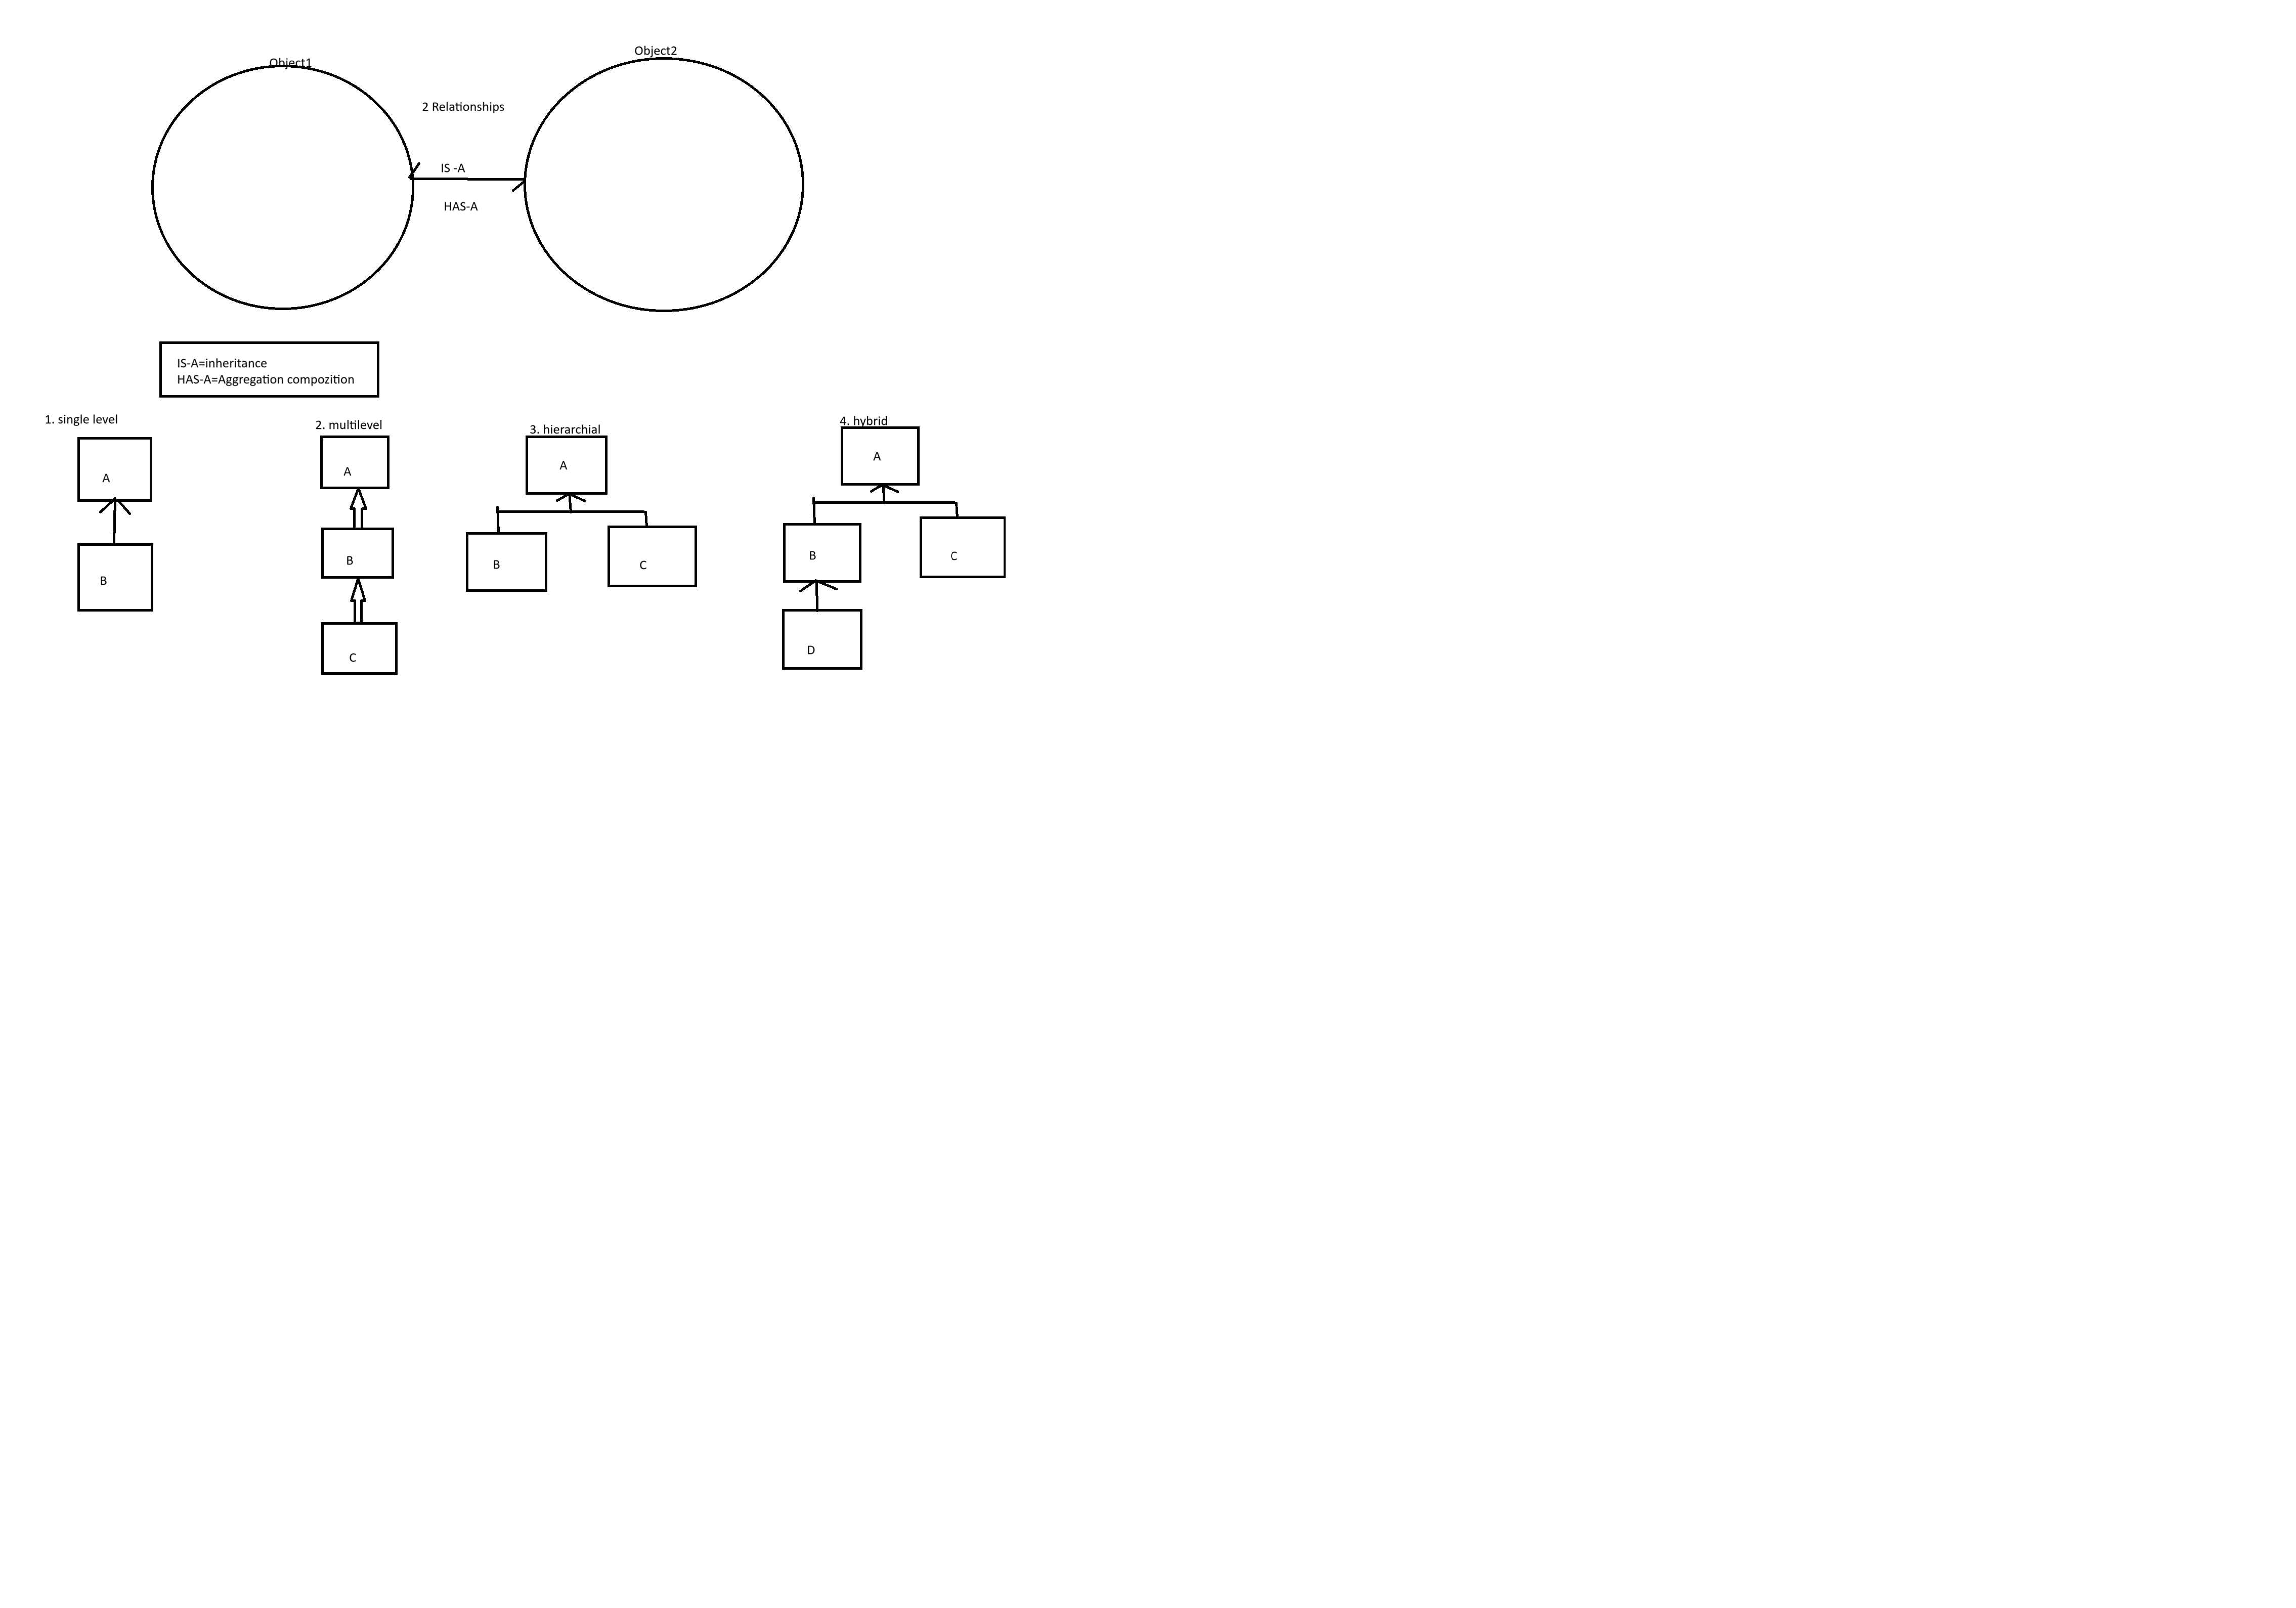 Object1
Object2
2 Relationships
IS -A
HAS-A
IS-A=inheritance
HAS-A=Aggregation compozition
1. single level
A
B
2. multilevel
A
B
C
3. hierarchial
A
B
C
4. hybrid
A
B
C
D